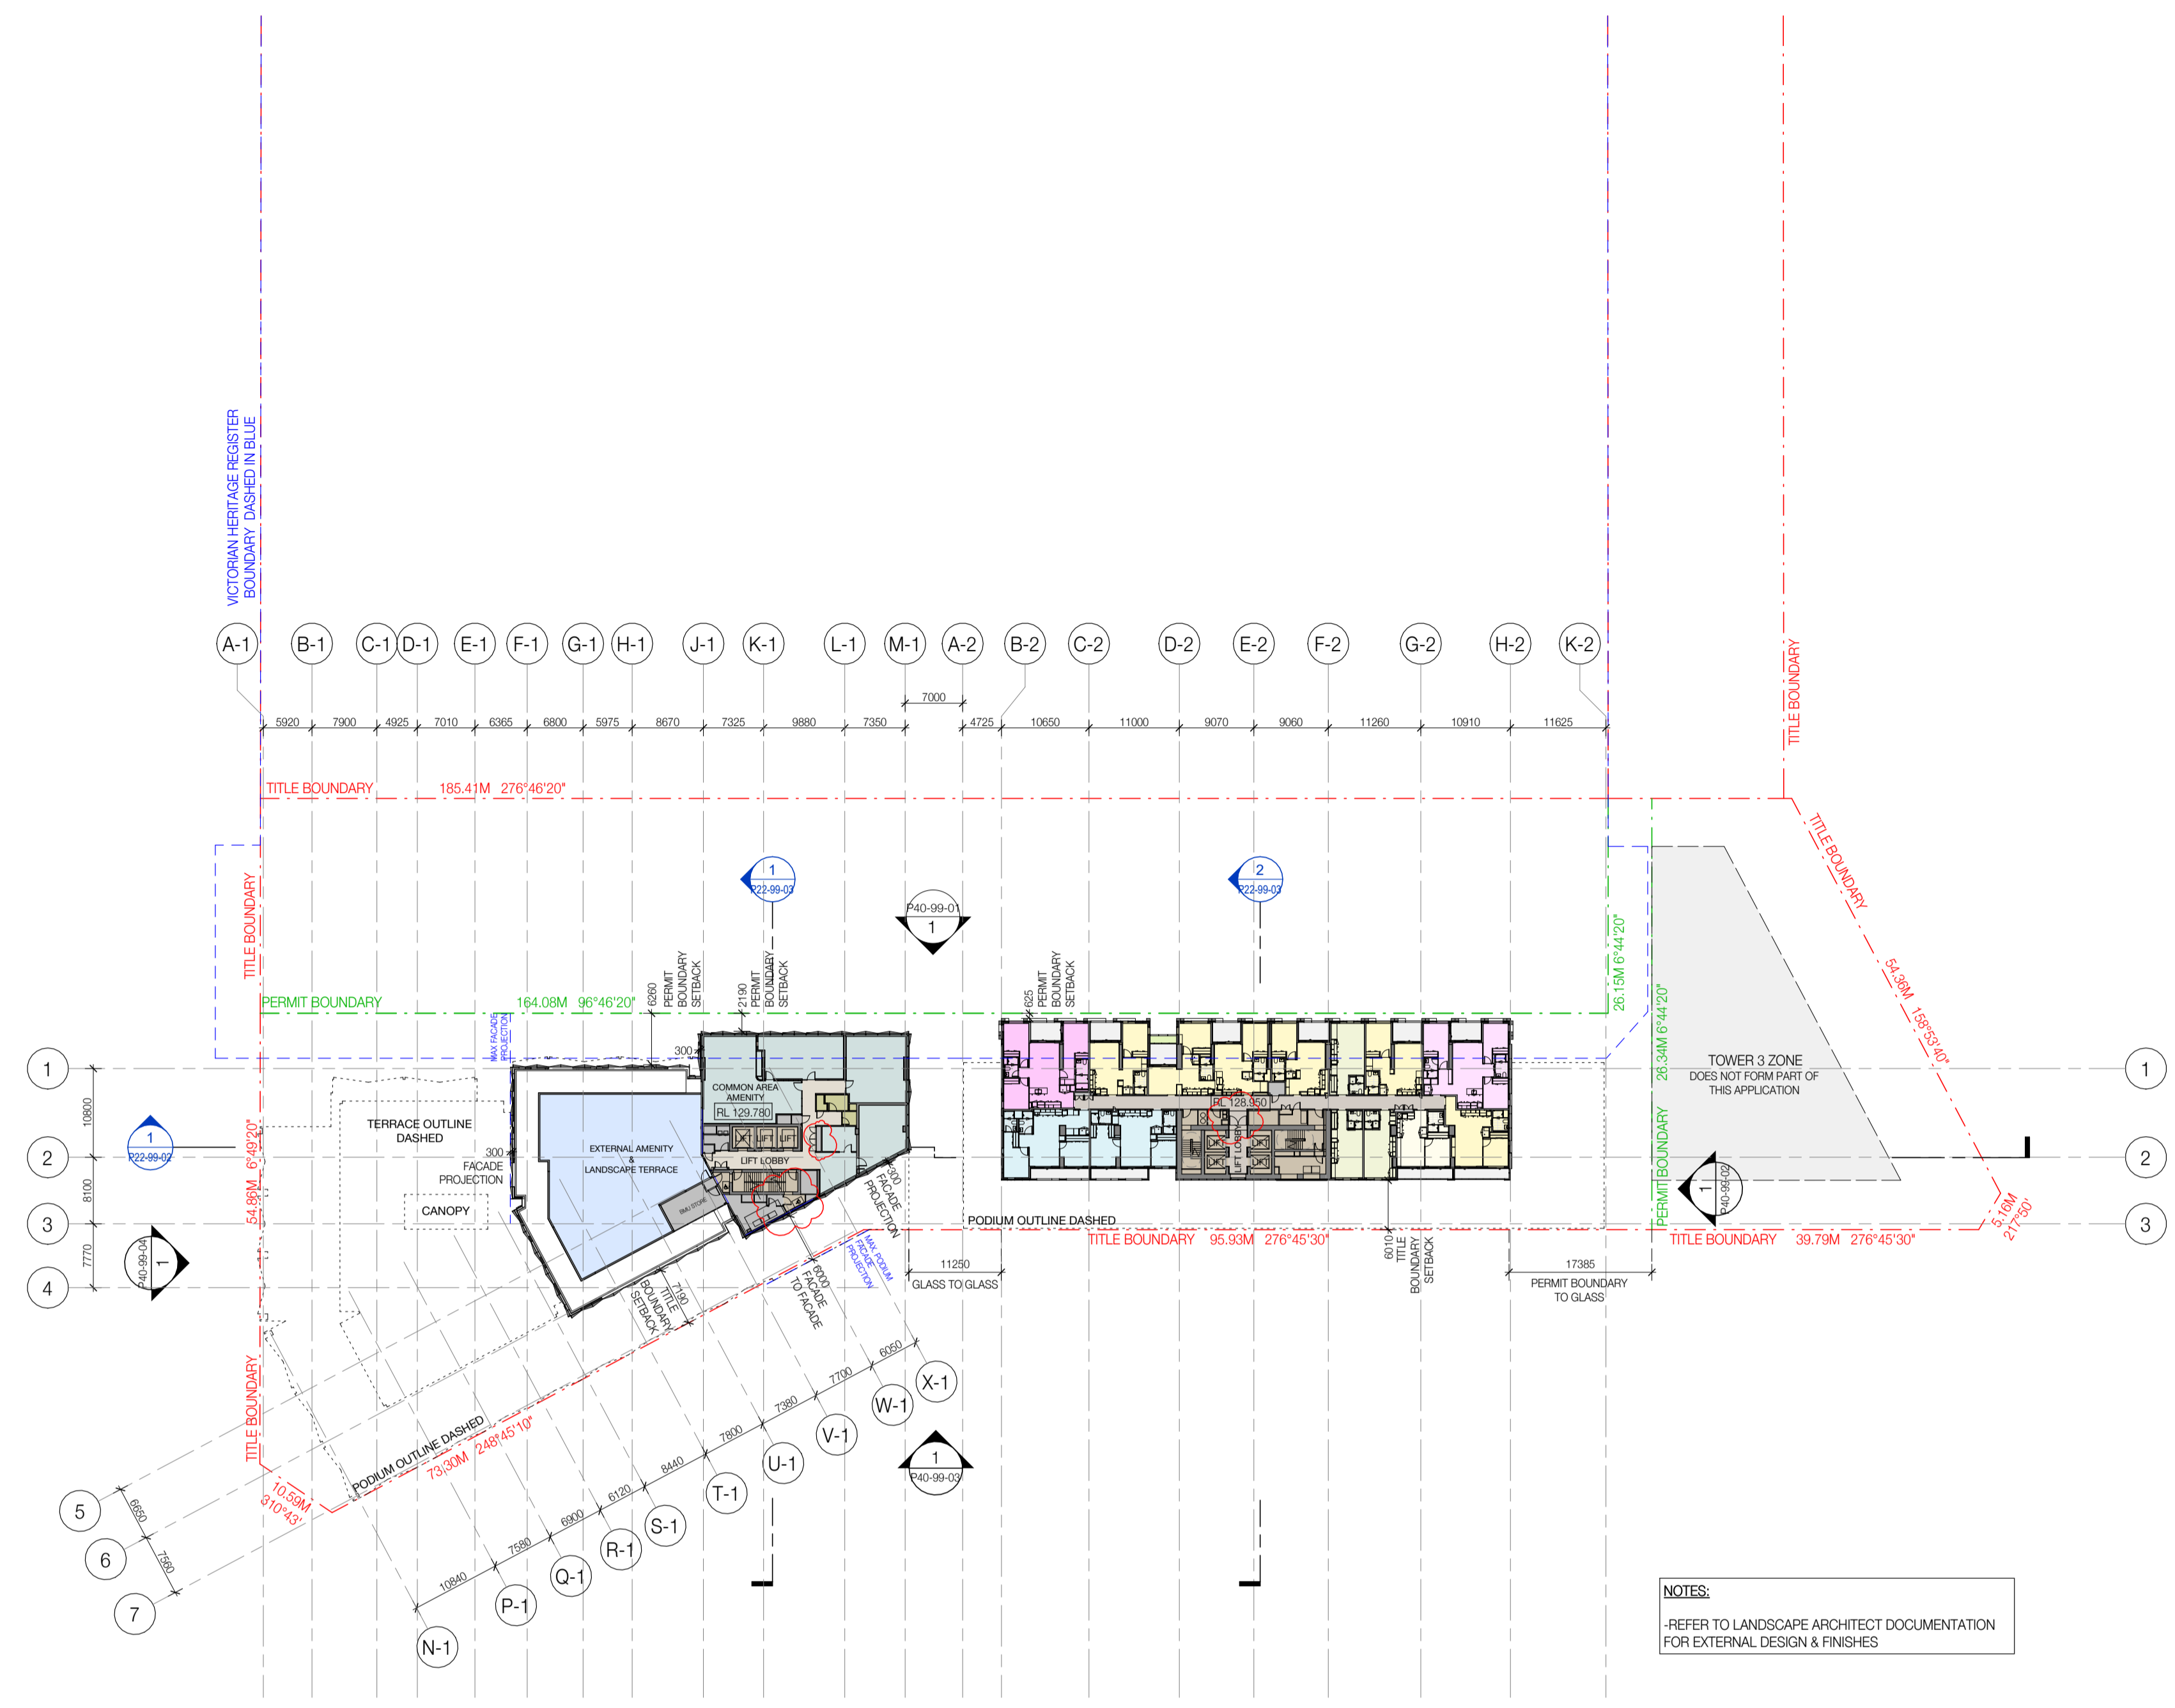 VICTORIAN HERITAGE REGISTER
BOUNDARY DASHED IN BLUE
TITLE BOUNDARY
A-1
B-1
C-1
D-1
E-1
F-1
G-1
H-1
J-1
K-1
L-1
M-1
A-2
B-2
C-2
D-2
E-2
F-2
G-2
H-2
K-2
7000
5920
7900
4925
7010
6365
6800
5975
8670
7325
9880
7350
4725
10650
11000
9070
9060
11260
10910
11625
TITLE BOUNDARY
185.41M 276°46'20"
TITLE BOUNDARY
TITLE BOUNDARY
1
P22-99-03
2
P22-99-03
P40-99-01
1
26.15M 6°44'20"
54.36M 158°53'40"
PERMIT BOUNDARY
164.08M 96°46'20"
6260
PERMIT
BOUNDARY
SETBACK
2190
PERMIT
BOUNDARY
SETBACK
625
PERMIT
BOUNDARY
SETBACK
MAX FACADE
PROJECTION
300
26.34M 6°44'20"
PERMIT BOUNDARY
1
2
3
4
10800
8100
7770
1
P22-99-02
54.86M 6°49'20"
TERRACE OUTLINE
DASHED
CANOPY
300
FACADE
PROJECTION
COMMON AREA
AMENITY
RL 129.780
EXTERNAL AMENITY
&
LANDSCAPE TERRACE
LIFT
LIFT
LIFT
LIFT LOBBY
BMU STORE
300
FACADE
PROJECTION
RL 128.950
LIFT
LIFT
LIFT
LIFT
LIFT LOBBY
TOWER 3 ZONE
DOES NOT FORM PART OF
THIS APPLICATION
1
2
3
1
P40-99-02
1
P40-99-04
PODIUM OUTLINE DASHED
TITLE BOUNDARY 95.93M 276°45'30"
TITLE BOUNDARY 39.79M 276°45'30"
5.16M
217°50'
MAX. PODIUM
FACADE
PROJECTION
6000
FACADE
TO FACADE
7190
TITLE
BOUNDARY
SETBACK
11250
GLASS TO GLASS
6010
TITLE
BOUNDARY
SETBACK
17385
PERMIT BOUNDARY
TO GLASS
TITLE BOUNDARY
PODIUM OUTLINE DASHED
73.30M 248°45'10"
10.59M
310°43'
5
6
7
6650
7560
10840
7580
6900
6120
8440
7800
7380
7700
6050
N-1
P-1
Q-1
R-1
S-1
T-1
U-1
V-1
W-1
X-1
1
P40-99-03
NOTES:
-REFER TO LANDSCAPE ARCHITECT DOCUMENTATION
FOR EXTERNAL DESIGN & FINISHES